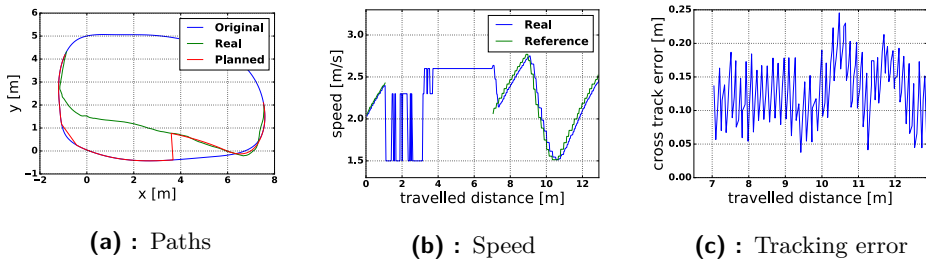 Original
Real
Planned
6
5
4
3
2
1
0
−1
−2 0 2 4 6 8
y [m]
x [m]
(a) : Paths
Real
Reference
3.0
2.5
2.0
1.5
0 2 4 6 8 10 12
speed [m/s]
travelled distance [m]
(b) : Speed
0.25
0.20
0.15
0.10
0.05
0.00
7 8 9 10 11 12
cross track error [m]
travelled distance [m]
(c) : Tracking error